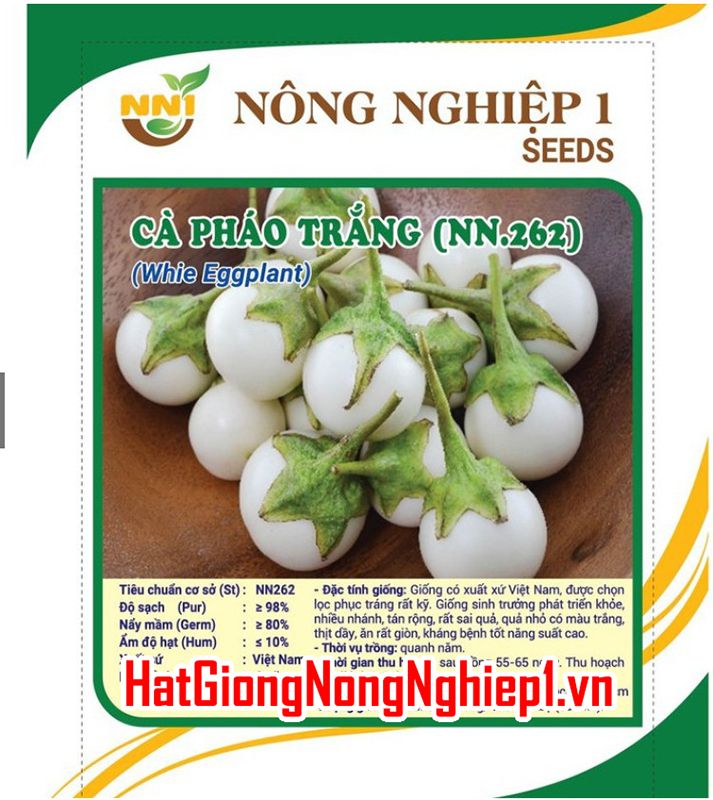 NN1
NÔNG NGHIỆP 1
SEEDS
CÀ PHÁO TRẮNG (NN.262)
(Whie Eggplant)
Tiêu chuẩn cơ sở (St) : NN262
Độ sạch (Pur) : ≥ 98%
Nẩy mầm (Germ) : ≥ 80%
Ẩm độ hạt (Hum) : ≤ 10%
: Việt Nam
- Đặc tính giống: Giống có xuất xứ Việt Nam, được chọn
lọc phục tráng rất kỹ. Giống sinh trưởng phát triển khỏe,
nhiều nhánh, tán rộng, rất sai quả, quả nhỏ có màu trắng,
thịt dầy, ăn rất giòn, kháng bệnh tốt năng suất cao.
- Thời vụ trồng: quanh năm.
gian thu 55-65 Thu hoạch
HatGiongNongNghiep1.vn